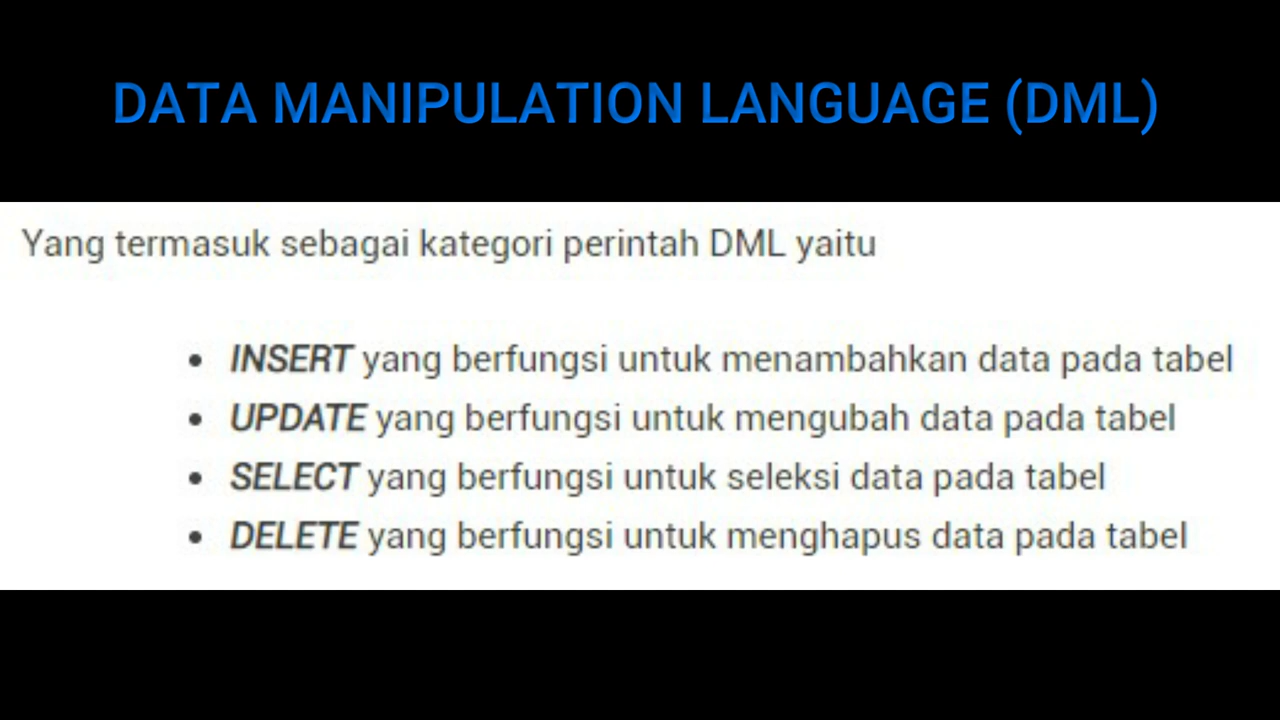 DATA MANIPULATION LANGUAGE (DML)
Yang termasuk sebagai kategori perintah DML yaitu
• INSERT yang berfungsi untuk menambahkan data pada tabel
• UPDATE yang berfungsi untuk mengubah data pada tabel
• SELECT yang berfungsi untuk seleksi data pada tabel
• DELETE yang berfungsi untuk menghapus data pada tabel